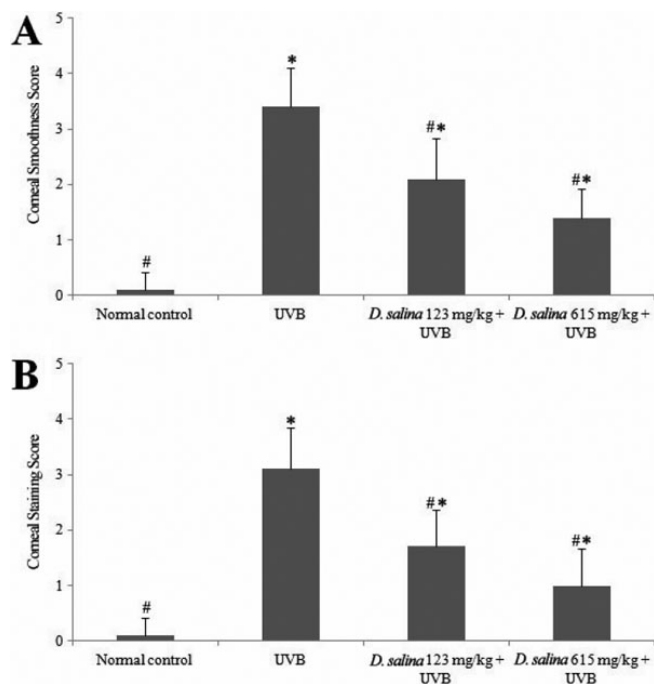 A
Corneal Smoothness Score
5
4
3
2
1
0
*
#*
#*
#
Normal control
UVB
D. salina 123 mg/kg +
UVB
D. salina 615 mg/kg +
UVB
B
Corneal Staining Score
5
4
3
2
1
0
*
#*
#*
#
Normal control
UVB
D. salina 123 mg/kg +
UVB
D. salina 615 mg/kg +
UVB